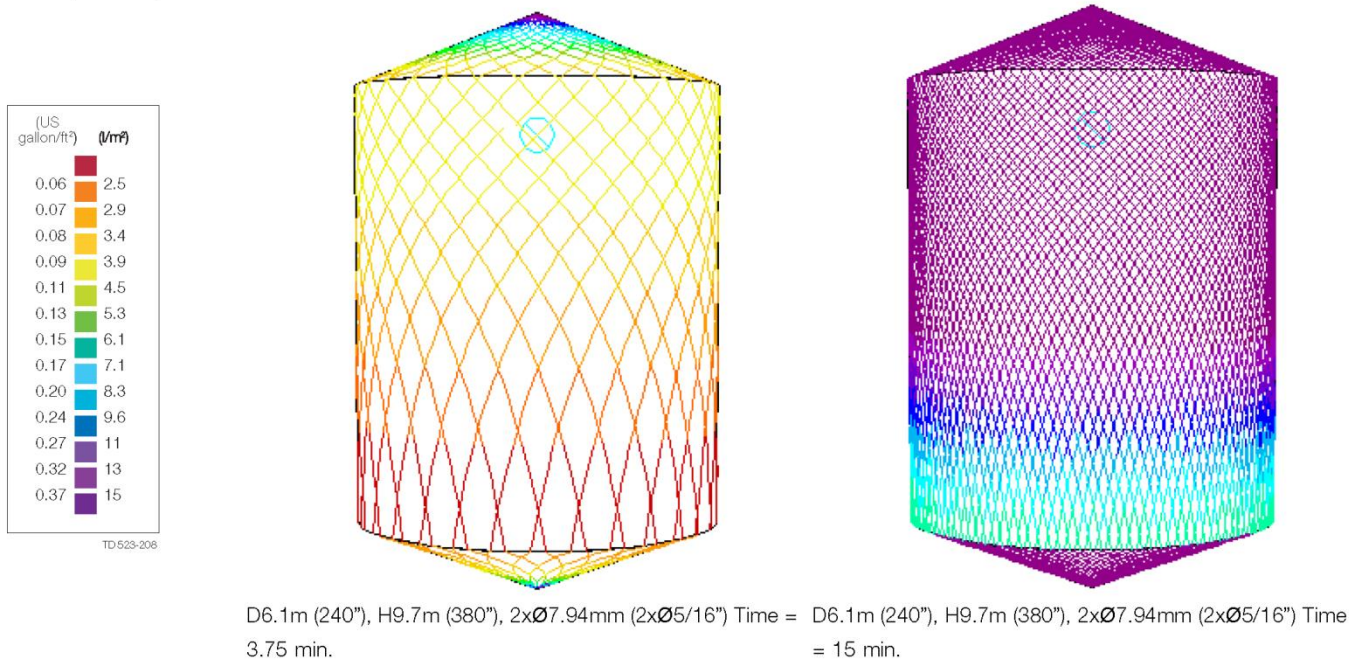 (US
gallon/ft²) (l/m²)
0.06 2.5
0.07 2.9
0.08 3.4
0.09 3.9
0.11 4.5
0.13 5.3
0.15 6.1
0.17 7.1
0.20 8.3
0.24 9.6
0.27 11
0.32 13
0.37 15
TD 523-208
D6.1m (240”), H9.7m (380”), 2xØ7.94mm (2xØ5/16”) Time =
3.75 min.
D6.1m (240”), H9.7m (380”), 2xØ7.94mm (2xØ5/16”) Time
= 15 min.